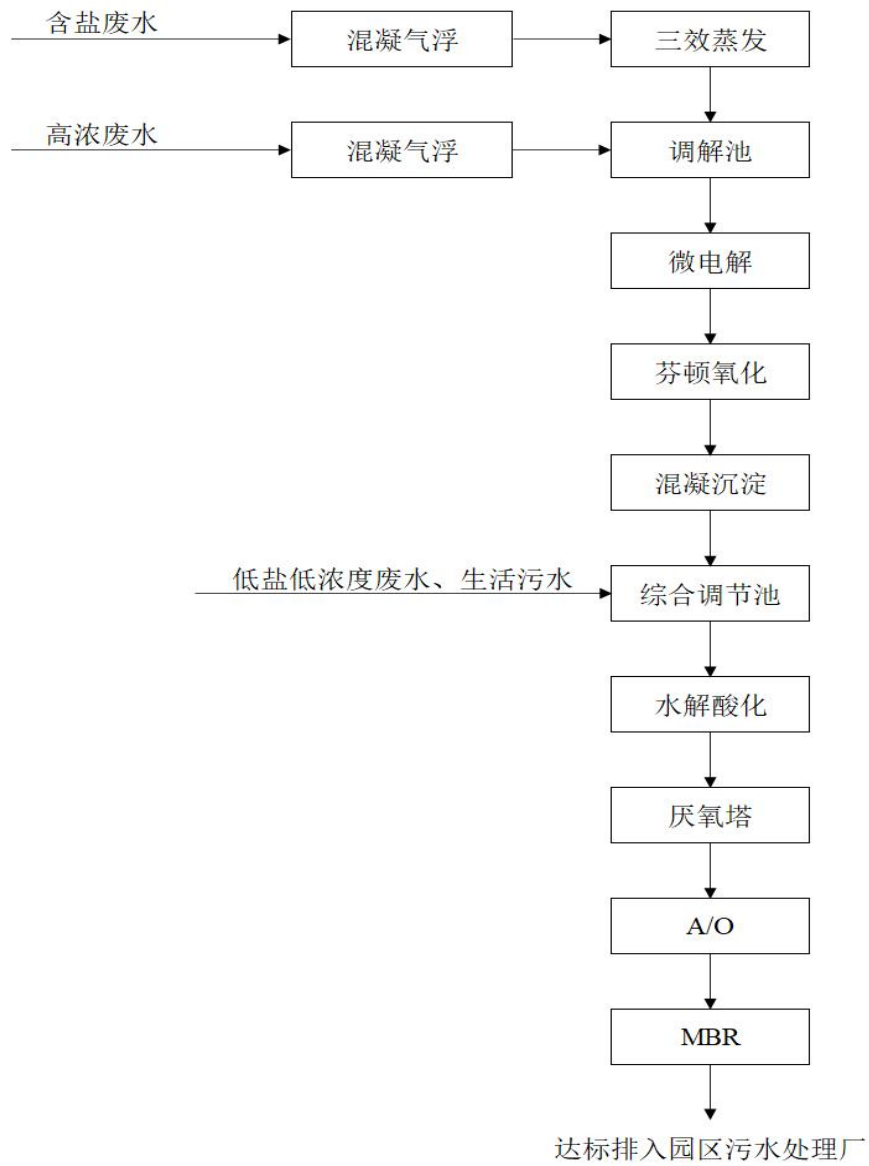 含盐废水
混凝气浮
三效蒸发
高浓废水
混凝气浮
调解池
微电解
芬顿氧化
混凝沉淀
低盐低浓度废水、生活污水
综合调节池
水解酸化
厌氧塔
A/O
MBR
达标排入园区污水处理厂